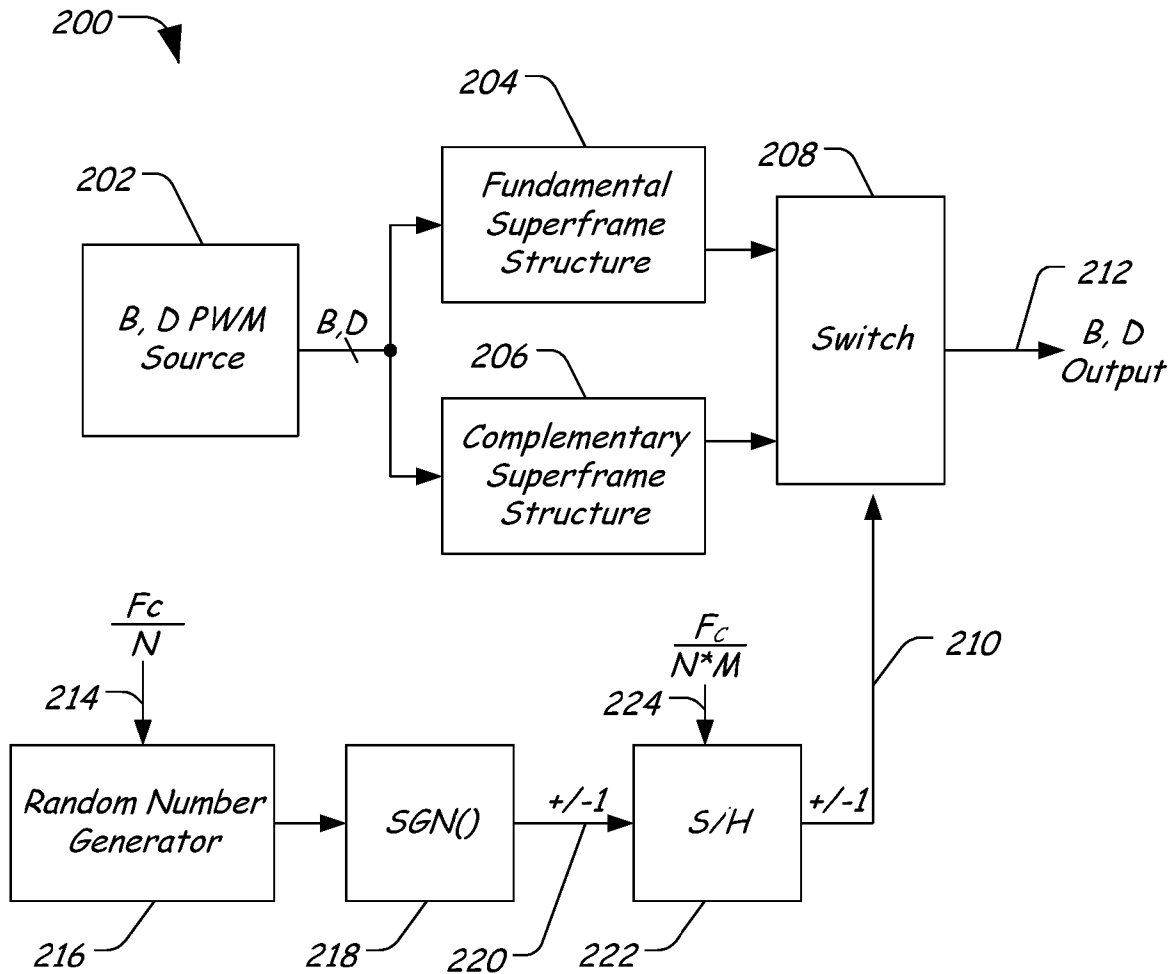 200
204
Fundamental
Superframe
Structure
202
B, D PWM
Source
B,D
208
Switch
212
B, D
Output
206
Complementary
Superframe
Structure
Fc
N
214
Random Number
Generator
216
SGN()
218
+/-1
220
Fc
N*M
224
S/H
222
+/-1
210